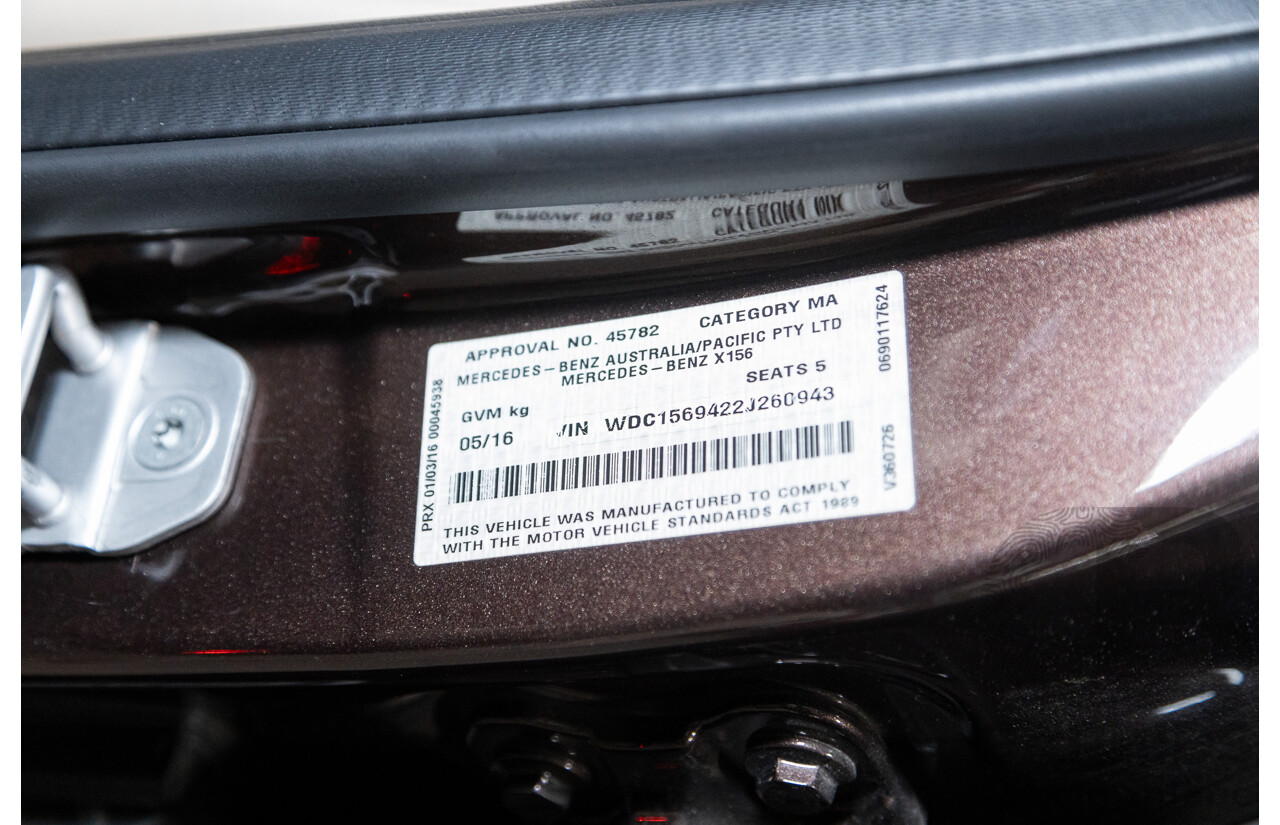 APPROVAL NO. 45782 CATEGORY MA
MERCEDES-BENZ AUSTRALIA/PACIFIC PTY LTD
MERCEDES-BENZ X156
SEATS 5
GVM kg
05/16 VIN WDC1569422J260943
THIS VEHICLE WAS MANUFACTURED TO COMPLY
WITH THE MOTOR VEHICLE STANDARDS ACT 1989
PRX 01/03/16 00045938
0690117624
V360726